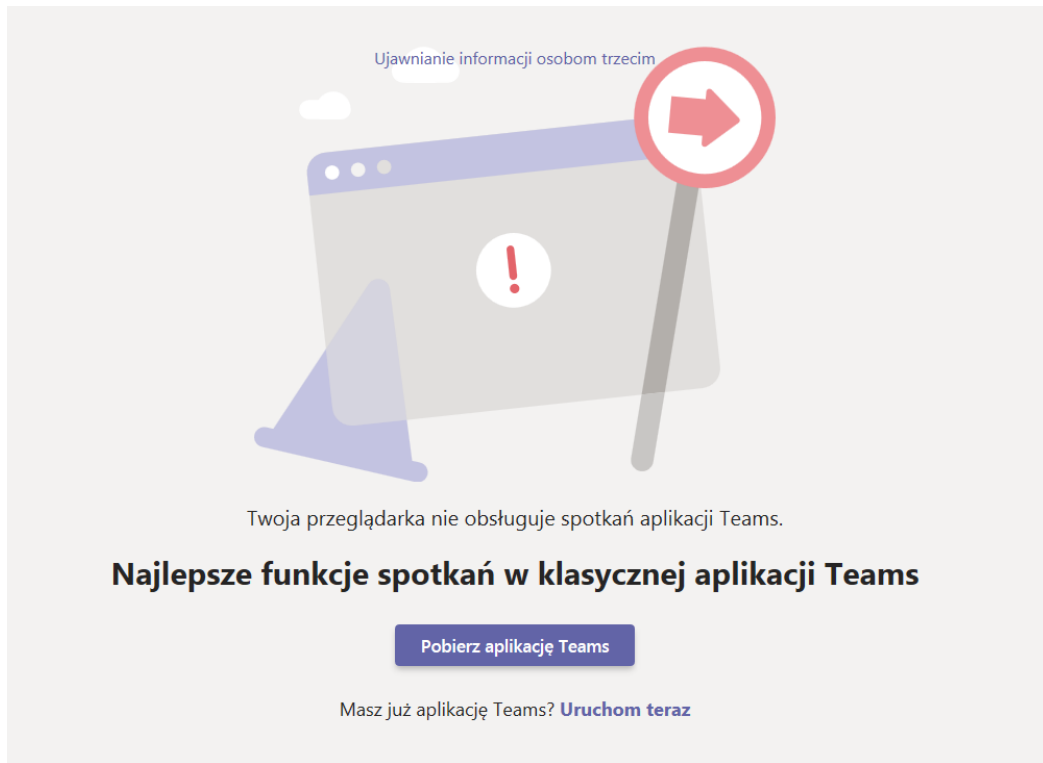 Ujawnianie informacji osobom trzecim
Twoja przeglądarka nie obsługuje spotkań aplikacji Teams.
Najlepsze funkcje spotkań w klasycznej aplikacji Teams
Pobierz aplikację Teams
Masz już aplikację Teams? Uruchom teraz